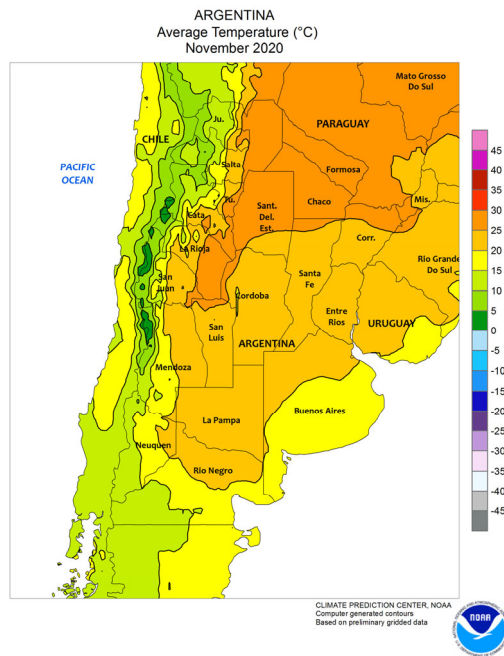 ARGENTINA
Average Temperature (°C)
November 2020
Mato Grosso
Do Sul
Ju.
PARAGUAY
CHILE
PACIFIC
OCEAN
Salta
Formosa
Tu.
Chaco
Mis.
Cata
Sant.
Del.
Est.
Corr.
La Rioja
Rio Grande
Do Sul
San
Juan
Santa
Fe
Cordoba
Entre
Rios
San
Luis
URUGUAY
ARGENTINA
Mendoza
Buenos Aires
La Pampa
Neuquen
Rio Negro
45
40
35
30
25
20
15
10
5
0
-5
-10
-15
-20
-25
-30
-35
-40
-45
CLIMATE PREDICTION CENTER, NOAA
Computer generated contours
Based on preliminary gridded data
NOAA